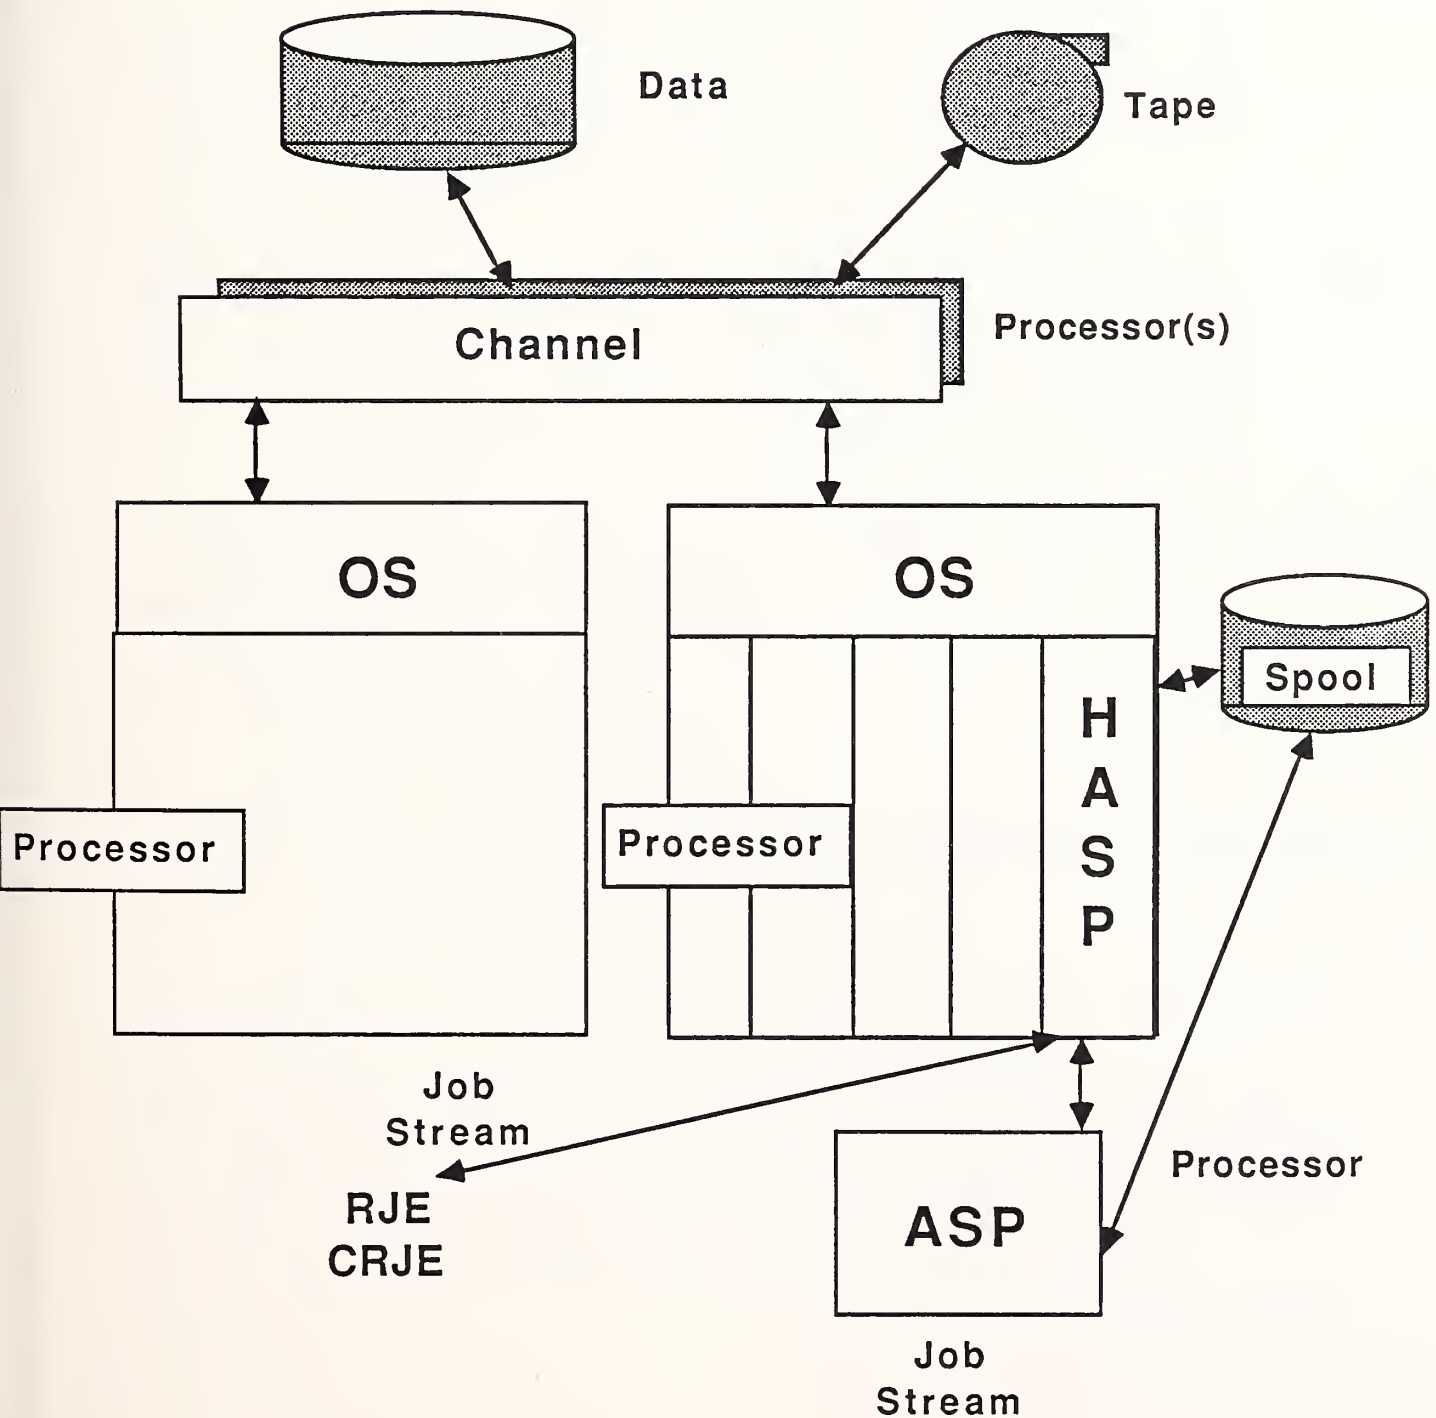 Data
Tape
Processor(s)
Channel
OS
OS
Spool
H
A
S
P
Processor
Processor
Job
Stream
RJE
CRJE
Processor
ASP
Job
Stream